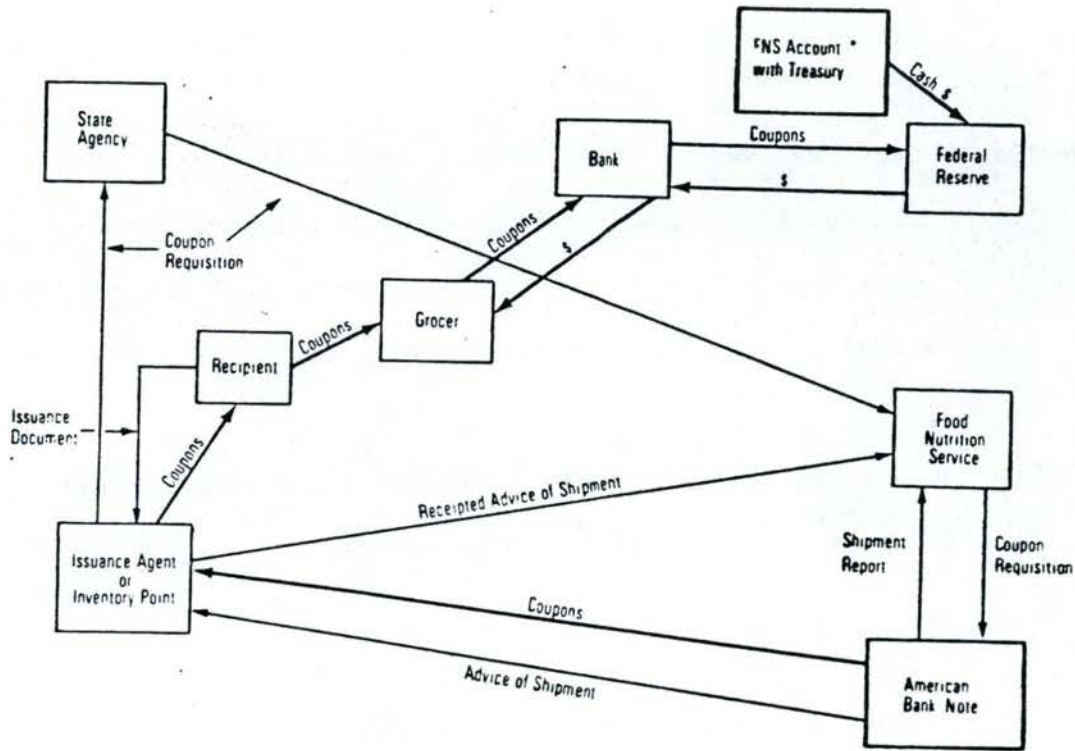 FNS Account *
with Treasury
Cash $
State
Agency
Bank
Coupons
$
Federal
Reserve
Coupon
Requisition
Coupons
$
Grocer
Coupons
Recipient
Issuance
Document
Coupons
Food
Nutrition
Service
Receipted Advice of Shipment
Shipment
Report
Coupon
Requisition
Issuance Agent
or
Inventory Point
Coupons
Advice of Shipment
American
Bank Note